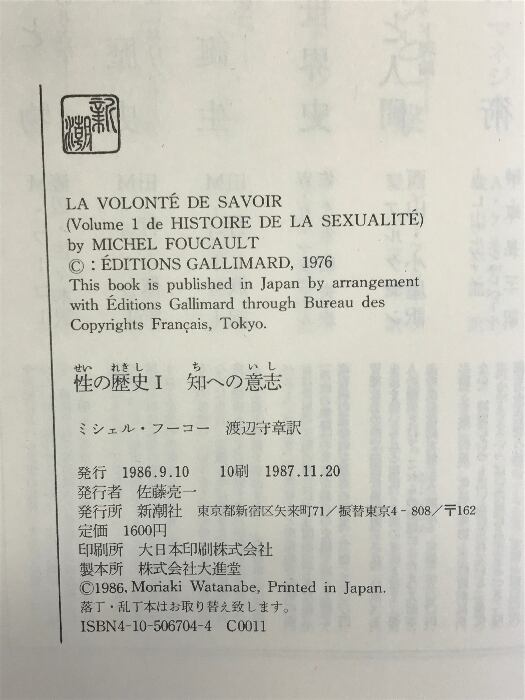 新潮
LA VOLONTÉ DE SAVOIR
(Volume 1 de HISTOIRE DE LA SEXUALITÉ)
by MICHEL FOUCAULT
©: ÉDITIONS GALLIMARD, 1976
This book is published in Japan by arrangement
with Éditions Gallimard through Bureau des
Copyrights Français, Tokyo.
せい れきし ち いし
性の歴史I 知への意志
ミシェル・フーコー 渡辺守章訳
発行 1986.9.10 10刷 1987.11.20
発行者 佐藤亮一
発行所 新潮社 東京都新宿区矢来町71/振替東京4-808/〒162
定価 1600円
印刷所 大日本印刷株式会社
製本所 株式会社大進堂
©1986, Moriaki Watanabe, Printed in Japan.
落丁・乱丁本はお取り替え致します。
ISBN4-10-506704-4 C0011